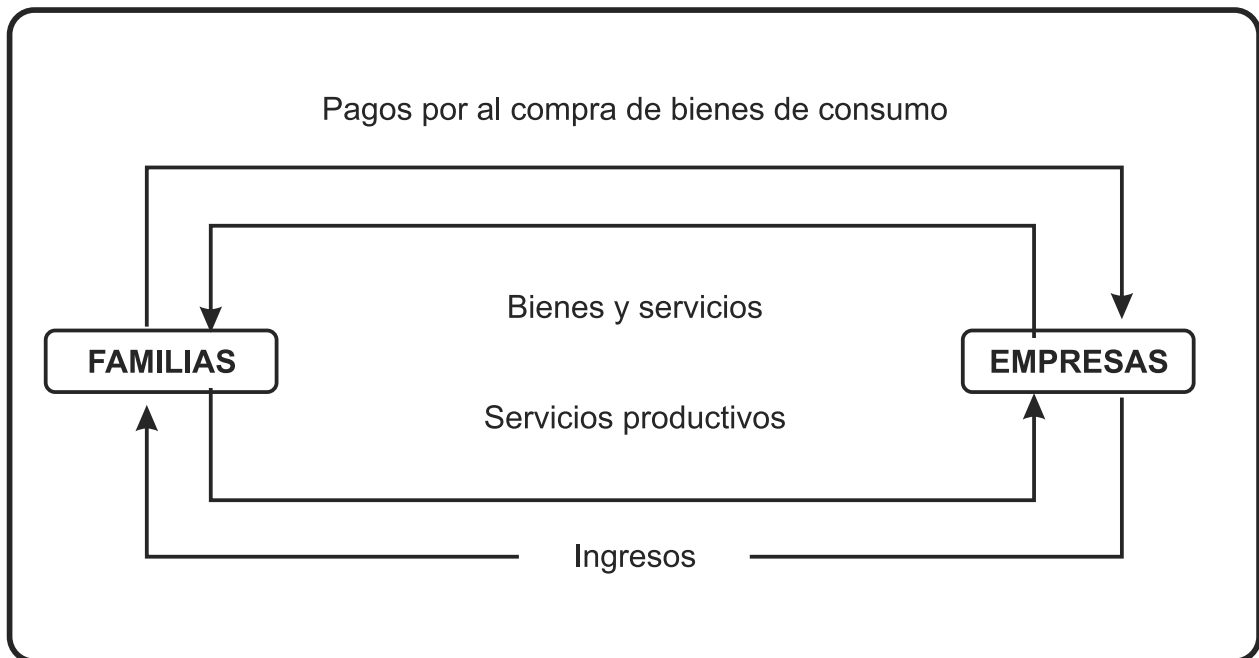 Pagos por al compra de bienes de consumo
Bienes y servicios
FAMILIAS
EMPRESAS
Servicios productivos
Ingresos